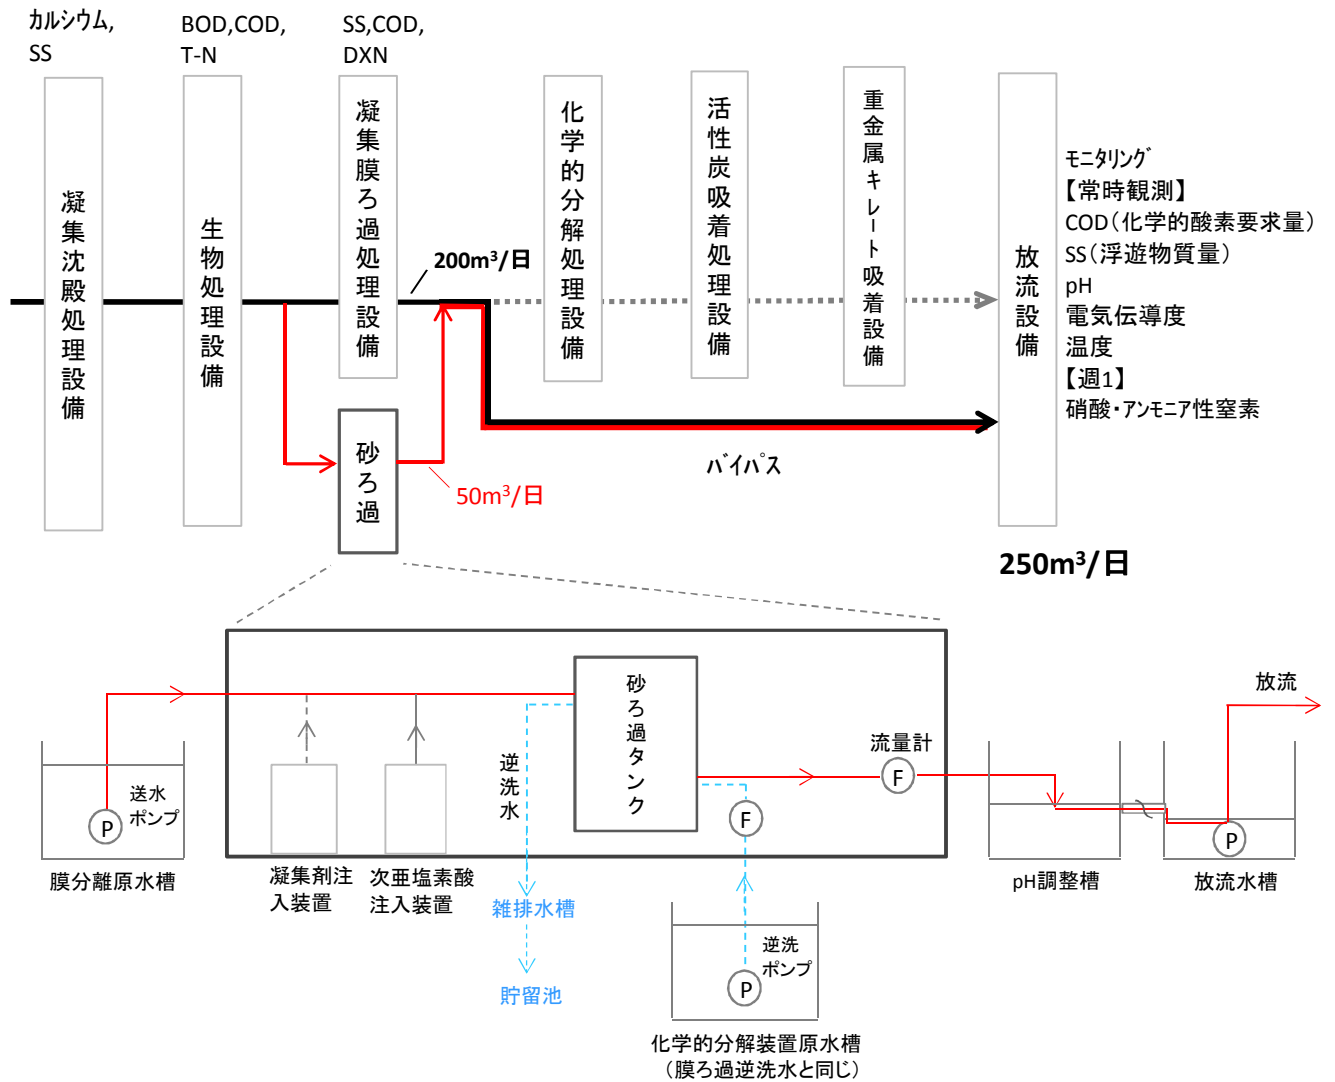 カルシウム,
SS
BOD,COD,
T-N
SS,COD,
DXN
凝集沈殿処理設備
生物処理設備
凝集膜ろ過処理設備
化学的分解処理設備
活性炭吸着処理設備
重金属キレート吸着設備
放流設備
200m³/日
砂ろ過
50m³/日
バイパス
モニタリング
【常時観測】
COD(化学的酸素要求量)
SS(浮遊物質量)
pH
電気伝導度
温度
【週1】
硝酸・アンモニア性窒素
250m³/日
送水
ポンプ
P
膜分離原水槽
凝集剤注
入装置
次亜塩素酸
注入装置
逆洗水
雑排水槽
貯留池
砂ろ過タンク
F
逆洗
ポンプ
P
化学的分解装置原水槽
(膜ろ過逆洗水と同じ)
流量計
F
pH調整槽
放流
P
放流水槽